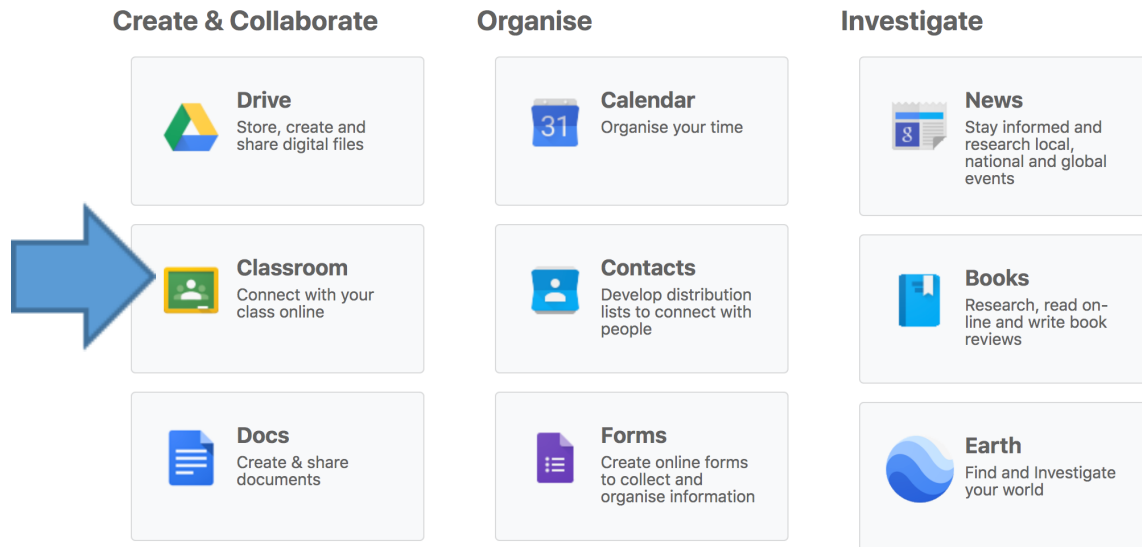 Create & Collaborate
Drive
Store, create and
share digital files
Classroom
Connect with your
class online
Docs
Create & share
documents
Organise
31
Calendar
Organise your time
Contacts
Develop distribution
lists to connect with
people
Forms
Create online forms
to collect and
organise information
Investigate
8
News
Stay informed and
research local,
national and global
events
Books
Research, read on-
line and write book
reviews
Earth
Find and Investigate
your world